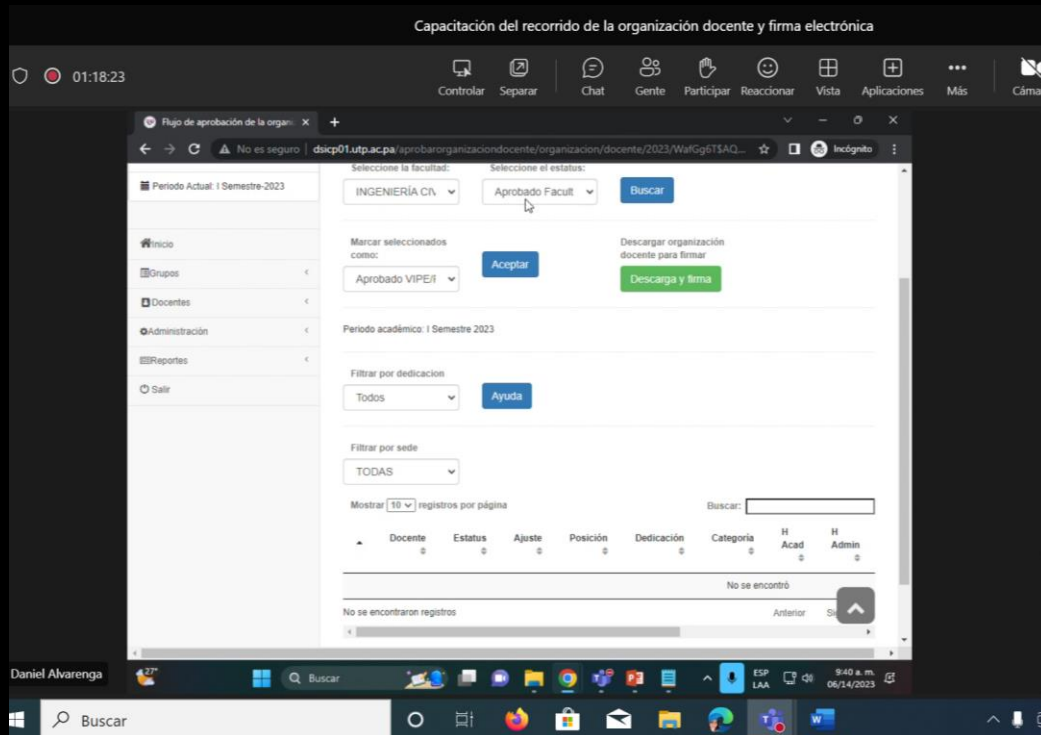 Capacitación del recorrido de la organización docente y firma electrónica
01:18:23
Controlar Separar Chat Gente Participar Reaccionar Vista Aplicaciones Más Cáma
Flujo de aprobación de la organi
No es seguro dsicp01.utp.ac.pa/aprobarorganizaciondocente/organizacion/docente/2023/WafGg6T$AQ... Incógnito
Periodo Actual: I Semestre-2023
Inicio
Grupos
Docentes
Administración
Reportes
Salir
Seleccione la facultad: Seleccione el estatus:
INGENIERÍA CIV Aprobado Facult Buscar
Marcar seleccionados como: Descargar organización docente para firmar
Aprobado VIPE/F Aceptar Descarga y firma
Periodo académico: I Semestre 2023
Filtrar por dedicacion
Todos Ayuda
Filtrar por sede
TODAS
Mostrar 10 registros por página Buscar:
Docente Estatus Ajuste Posición Dedicación Categoría H Acad H Admin
No se encontró
No se encontraron registros Anterior
Daniel Alvarenga
27° Buscar ESP LAA 9:40 a. m. 06/14/2023
Buscar